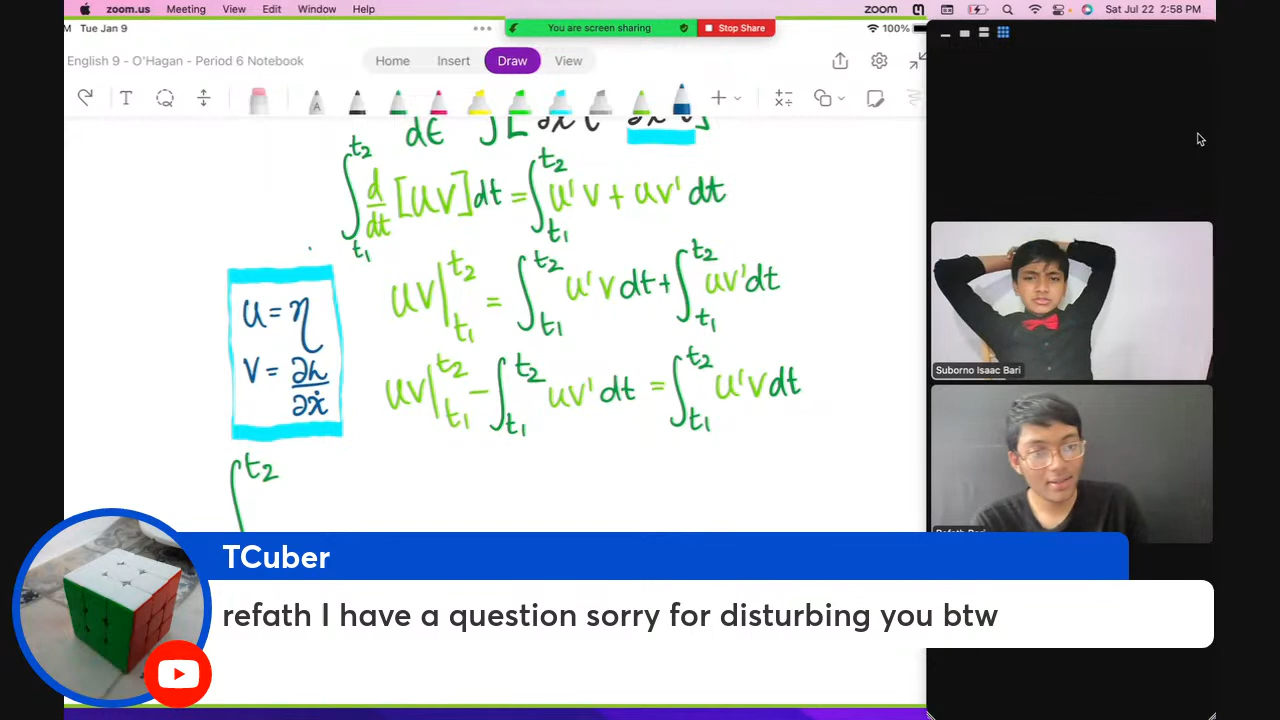 zoom.us Meeting View Edit Window Help
zoom
Sat Jul 22 2:58 PM
Tue Jan 9
You are screen sharing
Stop Share
100%
English 9 - O'Hagan - Period 6 Notebook
Home Insert Draw View
dϵ ∫[ ∂x
∫_{t₁}^{t₂} d/dt [uv] dt = ∫_{t₁}^{t₂} u'v + uv' dt
uv|_{t₁}^{t₂} = ∫_{t₁}^{t₂} u'v dt + ∫_{t₁}^{t₂} uv' dt
u = η
v = ∂L/∂ẋ
uv|_{t₁}^{t₂} - ∫_{t₁}^{t₂} uv' dt = ∫_{t₁}^{t₂} u'v dt
∫^{t₂}
Suborno Isaac Bari
TCuber
refath I have a question sorry for disturbing you btw